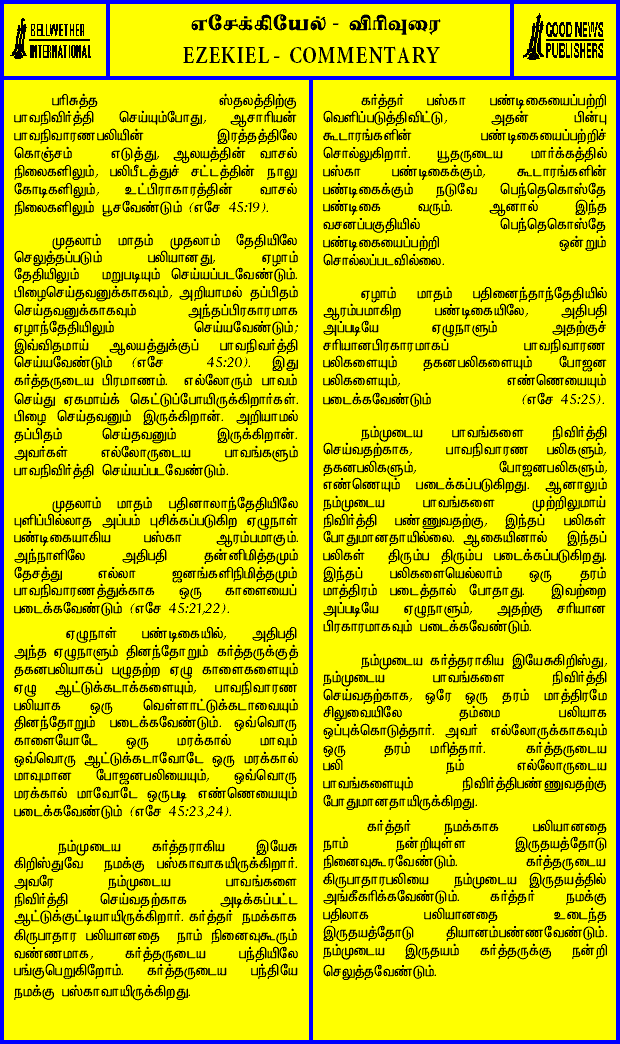 BELLWETHER
INTERNATIONAL
எசேக்கியேல் - விரிவுரை
EZEKIEL - COMMENTARY
GOOD NEWS
PUBLISHERS
பரிசுத்த ஸ்தலத்திற்கு
பாவநிவிர்த்தி செய்யும்போது, ஆசாரியன்
பாவநிவாரணபலியின் இரத்தத்திலே
கொஞ்சம் எடுத்து, ஆலயத்தின் வாசல்
நிலைகளிலும், பலிபீடத்துச் சட்டத்தின் நாலு
கோடிகளிலும், உட்பிராகாரத்தின் வாசல்
நிலைகளிலும் பூசவேண்டும் (எசே 45:19).
முதலாம் மாதம் முதலாம் தேதியிலே
செலுத்தப்படும் பலியானது, ஏழாம்
தேதியிலும் மறுபடியும் செய்யப்படவேண்டும்.
பிழைசெய்தவனுக்காகவும், அறியாமல் தப்பிதம்
செய்தவனுக்காகவும் அந்தப்பிரகாரமாக
ஏழாந்தேதியிலும் செய்யவேண்டும்;
இவ்விதமாய் ஆலயத்துக்குப் பாவநிவர்த்தி
செய்யவேண்டும் (எசே 45:20). இது
கர்த்தருடைய பிரமாணம். எல்லோரும் பாவம்
செய்து ஏகமாய்க் கெட்டுப்போயிருக்கிறார்கள்.
பிழை செய்தவனும் இருக்கிறான். அறியாமல்
தப்பிதம் செய்தவனும் இருக்கிறான்.
அவர்கள் எல்லோருடைய பாவங்களும்
பாவநிவிர்த்தி செய்யப்படவேண்டும்.
முதலாம் மாதம் பதினாலாந்தேதியிலே
புளிப்பில்லாத அப்பம் புசிக்கப்படுகிற ஏழுநாள்
பண்டிகையாகிய பஸ்கா ஆரம்பமாகும்.
அந்நாளிலே அதிபதி தன்னிமித்தமும்
தேசத்து எல்லா ஜனங்களிநிமித்தமும்
பாவநிவாரணத்துக்காக ஒரு காளையைப்
படைக்கவேண்டும் (எசே 45:21,22).
ஏழுநாள் பண்டிகையில், அதிபதி
அந்த ஏழுநாளும் தினந்தோறும் கர்த்தருக்குத்
தகனபலியாகப் பழுதற்ற ஏழு காளைகளையும்
ஏழு ஆட்டுக்கடாக்களையும், பாவநிவாரண
பலியாக ஒரு வெள்ளாட்டுக்கடாவையும்
தினந்தோறும் படைக்கவேண்டும். ஒவ்வொரு
காளையோடே ஒரு மரக்கால் மாவும்
ஒவ்வொரு ஆட்டுக்கடாவோடே ஒரு மரக்கால்
மாவுமான போஜனபலியையும், ஒவ்வொரு
மரக்கால் மாவோடே ஒருபடி எண்ணெயையும்
படைக்கவேண்டும் (எசே 45:23,24).
நம்முடைய கர்த்தராகிய இயேசு
கிறிஸ்துவே நமக்கு பஸ்காவாகயிருக்கிறார்.
அவரே நம்முடைய பாவங்களை
நிவிர்த்தி செய்வதற்காக அடிக்கப்பட்ட
ஆட்டுக்குட்டியாயிருக்கிறார். கர்த்தர் நமக்காக
கிருபாதார பலியானதை நாம் நினைவுகூரும்
வண்ணமாக, கர்த்தருடைய பந்தியிலே
பங்குபெறுகிறோம். கர்த்தருடைய பந்தியே
நமக்கு பஸ்காவாயிருக்கிறது.
கர்த்தர் பஸ்கா பண்டிகையைப்பற்றி
வெளிப்படுத்திவிட்டு, அதன் பின்பு
கூடாரங்களின் பண்டிகையைப்பற்றிச்
சொல்லுகிறார். யூதருடைய மார்க்கத்தில்
பஸ்கா பண்டிகைக்கும், கூடாரங்களின்
பண்டிகைக்கும் நடுவே பெந்தெகொஸ்தே
பண்டிகை வரும். ஆனால் இந்த
வசனப்பகுதியில் பெந்தெகொஸ்தே
பண்டிகையைப்பற்றி ஒன்றும்
சொல்லப்படவில்லை.
ஏழாம் மாதம் பதினைந்தாந்தேதியில்
ஆரம்பமாகிற பண்டிகையிலே, அதிபதி
அப்படியே ஏழுநாளும் அதற்குச்
சரியானபிரகாரமாகப் பாவநிவாரண
பலிகளையும் தகனபலிகளையும் போஜன
பலிகளையும், எண்ணெயையும்
படைக்கவேண்டும் (எசே 45:25).
நம்முடைய பாவங்களை நிவிர்த்தி
செய்வதற்காக, பாவநிவாரண பலிகளும்,
தகனபலிகளும், போஜனபலிகளும்,
எண்ணெயும் படைக்கப்படுகிறது. ஆனாலும்
நம்முடைய பாவங்களை முற்றிலுமாய்
நிவிர்த்தி பண்ணுவதற்கு, இந்தப் பலிகள்
போதுமானதாயில்லை. ஆகையினால் இந்தப்
பலிகள் திரும்ப திரும்ப படைக்கப்படுகிறது.
இந்தப் பலிகளையெல்லாம் ஒரு தரம்
மாத்திரம் படைத்தால் போதாது. இவற்றை
அப்படியே ஏழுநாளும், அதற்கு சரியான
பிரகாரமாகவும் படைக்கவேண்டும்.
நம்முடைய கர்த்தராகிய இயேசுகிறிஸ்து,
நம்முடைய பாவங்களை நிவிர்த்தி
செய்வதற்காக, ஒரே ஒரு தரம் மாத்திரமே
சிலுவையிலே தம்மை பலியாக
ஒப்புக்கொடுத்தார். அவர் எல்லோருக்காகவும்
ஒரு தரம் மரித்தார். கர்த்தருடைய
பலி நம் எல்லோருடைய
பாவங்களையும் நிவிர்த்திபண்ணுவதற்கு
போதுமானதாயிருக்கிறது.
கர்த்தர் நமக்காக பலியானதை
நாம் நன்றியுள்ள இருதயத்தோடு
நினைவுகூரவேண்டும். கர்த்தருடைய
கிருபாதாரபலியை நம்முடைய இருதயத்தில்
அங்கீகரிக்கவேண்டும். கர்த்தர் நமக்கு
பதிலாக பலியானதை உடைந்த
இருதயத்தோடு தியானம்பண்ணவேண்டும்.
நம்முடைய இருதயம் கர்த்தருக்கு நன்றி
செலுத்தவேண்டும்.